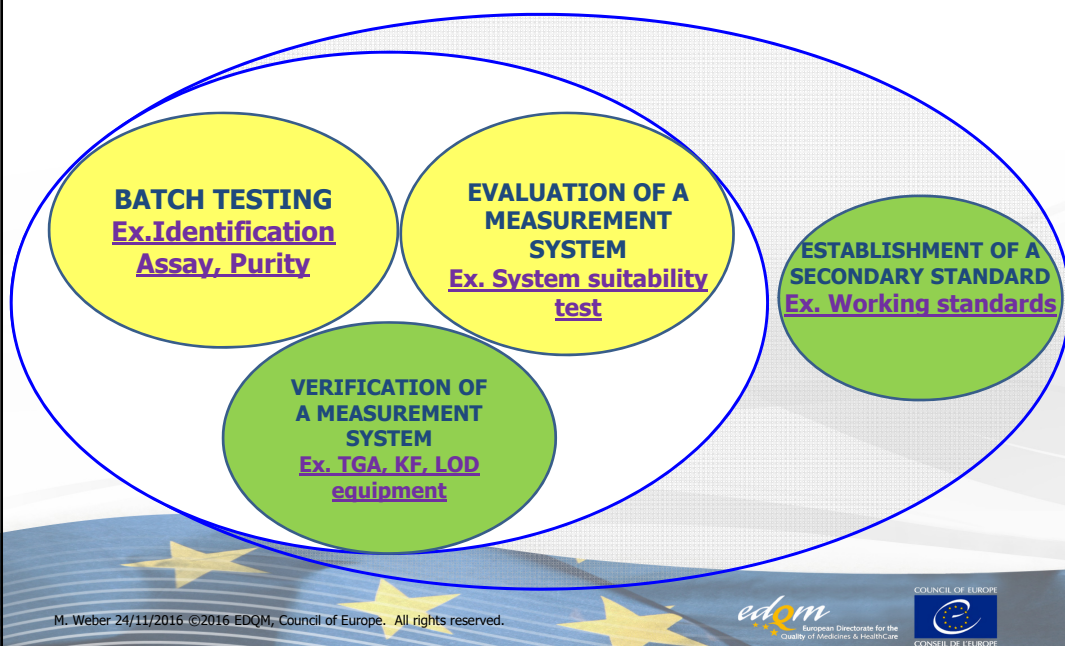 BATCH TESTING
Ex.Identification
Assay, Purity
EVALUATION OF A
MEASUREMENT
SYSTEM
Ex. System suitability
test
ESTABLISHMENT OF A
SECONDARY STANDARD
Ex. Working standards
VERIFICATION OF
A MEASUREMENT
SYSTEM
Ex. TGA, KF, LOD
equipment
M. Weber 24/11/2016 ©2016 EDQM, Council of Europe. All rights reserved.
edqm
European Directorate for the
Quality of Medicines & HealthCare
COUNCIL OF EUROPE
CONSEIL DE L'EUROPE